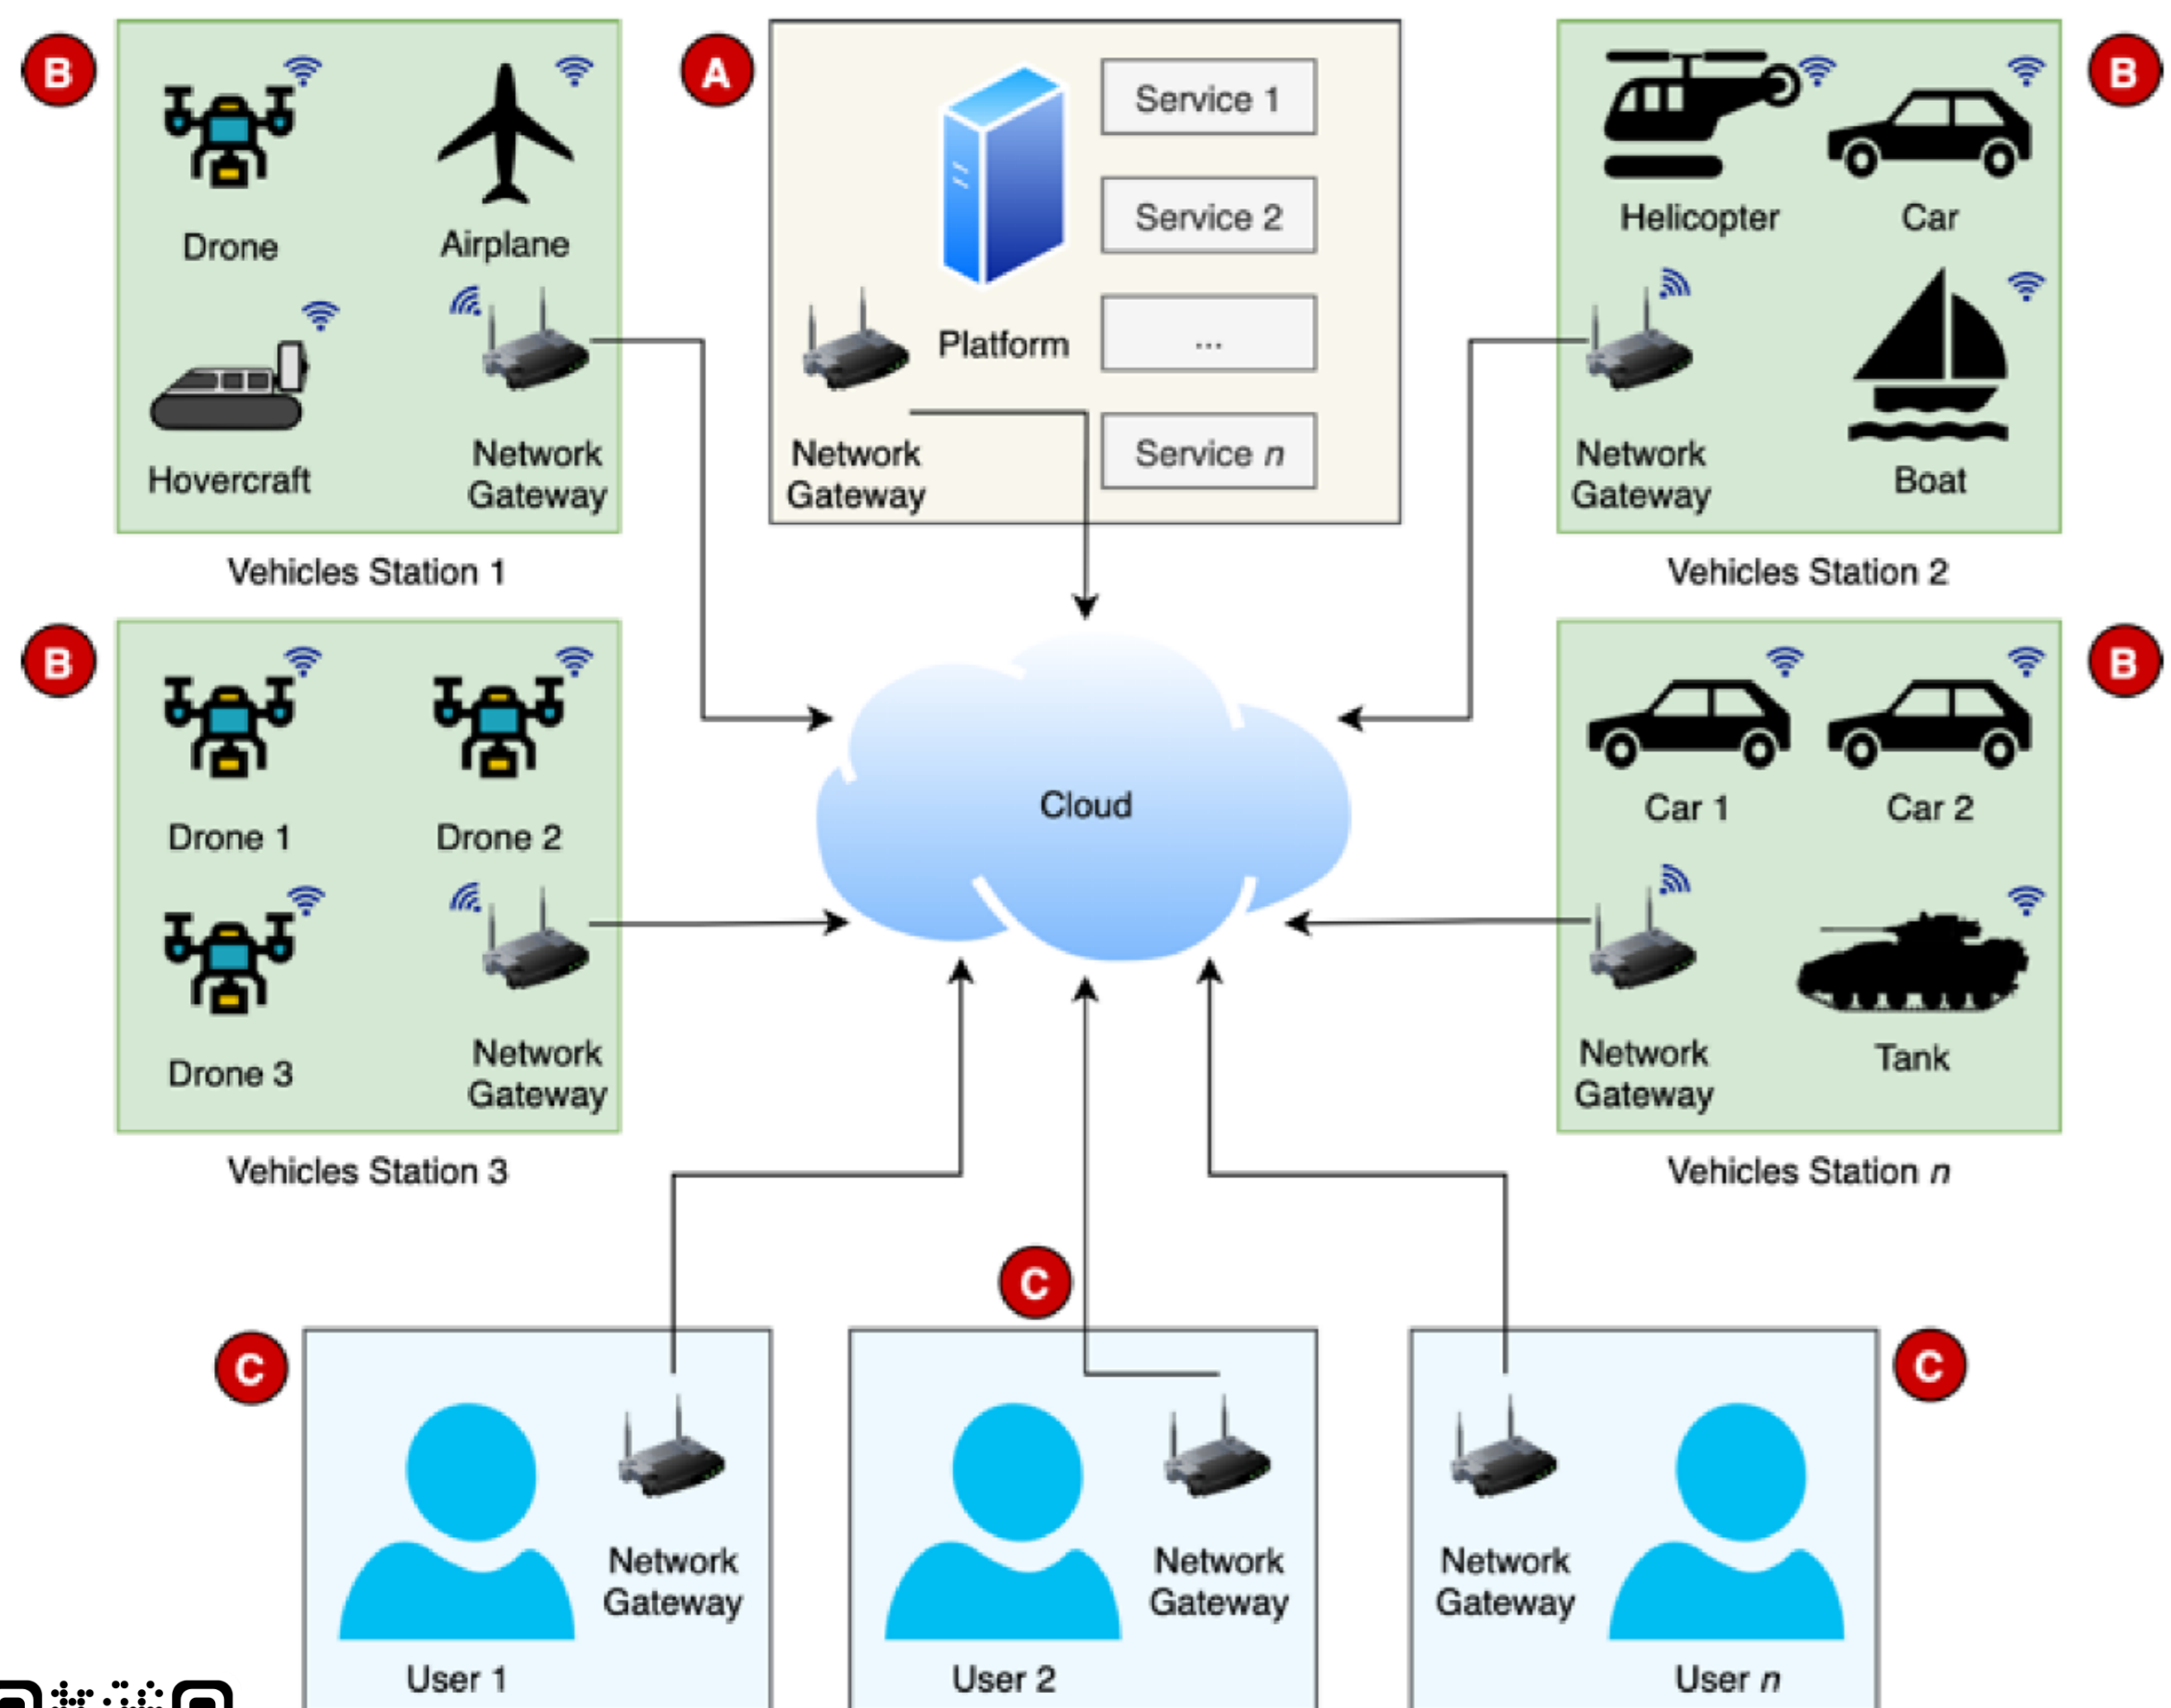 B
Drone
Airplane
Hovercraft
Network
Gateway
Vehicles Station 1
A
Service 1
Service 2
...
Service n
Platform
Network
Gateway
B
Helicopter
Car
Network
Gateway
Boat
Vehicles Station 2
B
Drone 1
Drone 2
Drone 3
Network
Gateway
Vehicles Station 3
Cloud
B
Car 1
Car 2
Network
Gateway
Tank
Vehicles Station n
C
Network
Gateway
User 1
C
Network
Gateway
User 2
C
Network
Gateway
User n